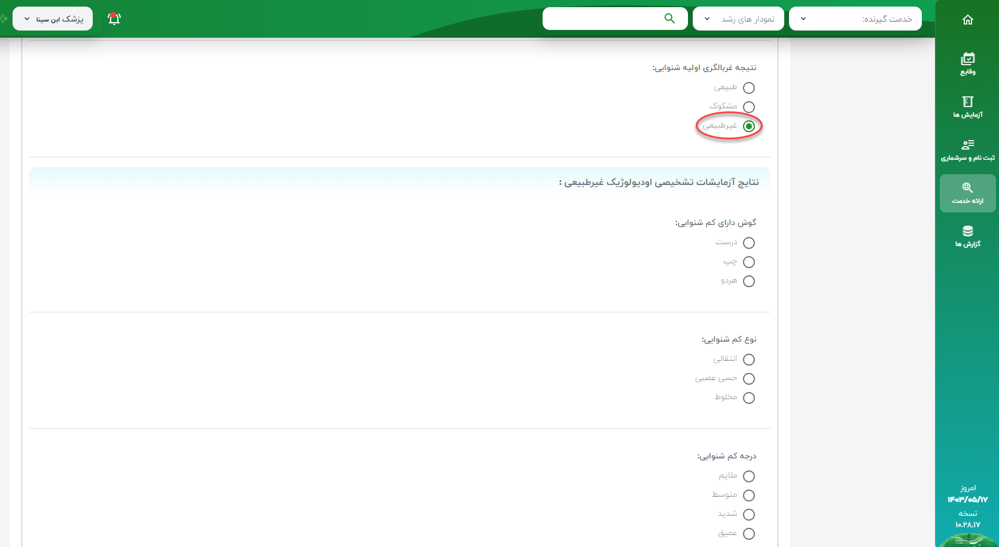 خدمت گیرنده:
نمودار های رشد
پزشک ابن سینا
وقایع
آزمایش ها
ثبت نام و سرشماری
ارائه خدمت
گزارش ها
امروز
۱۴۰۳/۰۵/۱۷
نسخه
۱۰.۲۸.۱۷
نتیجه غربالگری اولیه شنوایی:
طبیعی
مشکوک
غیرطبیعی
نتایج آزمایشات تشخیصی اودیولوژیک غیرطبیعی :
گوش دارای کم شنوایی:
درست
چپ
هردو
نوع کم شنوایی:
انتقالی
حسی عصبی
مخلوط
درجه کم شنوایی:
ملایم
متوسط
شدید
عمیق